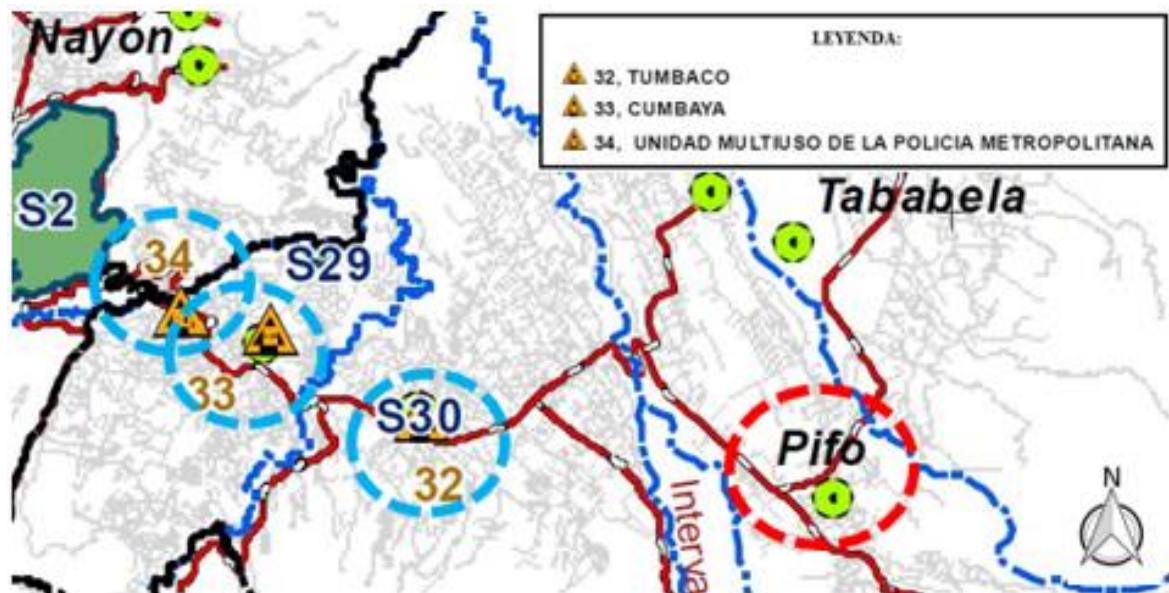 Nayón
LEYENDA:
32, TUMBACO
33, CUMBAYA
34, UNIDAD MULTIUSO DE LA POLICIA METROPOLITANA
Tababela
S2
34
S29
33
S30
32
Pifo
Interva
N